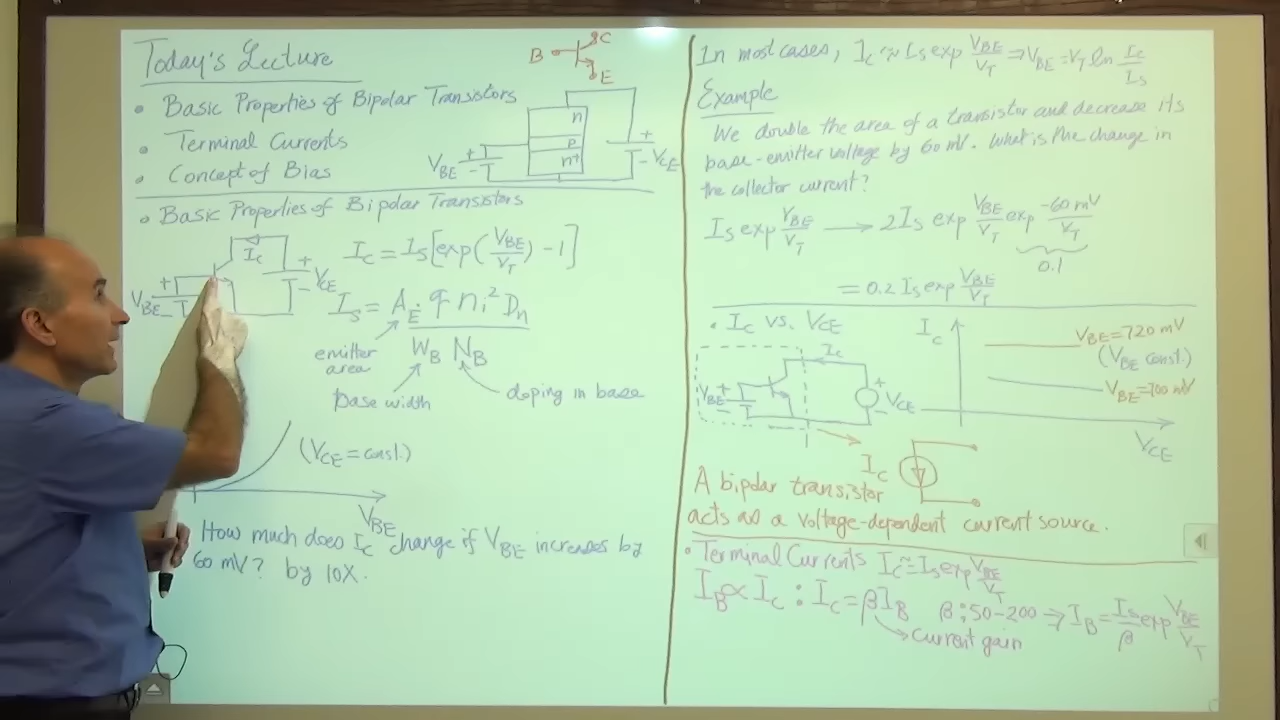 Today's Lecture
• Basic Properties of Bipolar Transistors
• Terminal Currents
• Concept of Bias
B C E
n
p
n+
VBE + -
+ - VCE
• Basic Properties of Bipolar Transistors
IC
+ VBE -
+ - VCE
IC = IS[exp(VBE/VT) - 1]
IS = AE q ni² Dn / WB NB
emitter area
base width
doping in base
(VCE = const.)
VBE
How much does IC change if VBE increases by
60 mV? by 10X.
In most cases, IC ≈ IS exp VBE/VT ⇒ VBE = VT ln IC/IS
Example
We double the area of a transistor and decrease its
base-emitter voltage by 60 mV. What is the change in
the collector current?
IS exp VBE/VT → 2IS exp VBE/VT exp -60 mV/VT
0.1
= 0.2 IS exp VBE/VT
• IC vs. VCE
IC
VBE + -
+ - VCE
IC
VBE = 720 mV
(VBE const.)
VBE = 700 mV
VCE
IC
A bipolar transistor
acts as a voltage-dependent current source.
• Terminal Currents IC ≈ IS exp VBE/VT
IB ∝ IC : IC = βIB β: 50-200 ⇒ IB = IS/β exp VBE/VT
Current gain